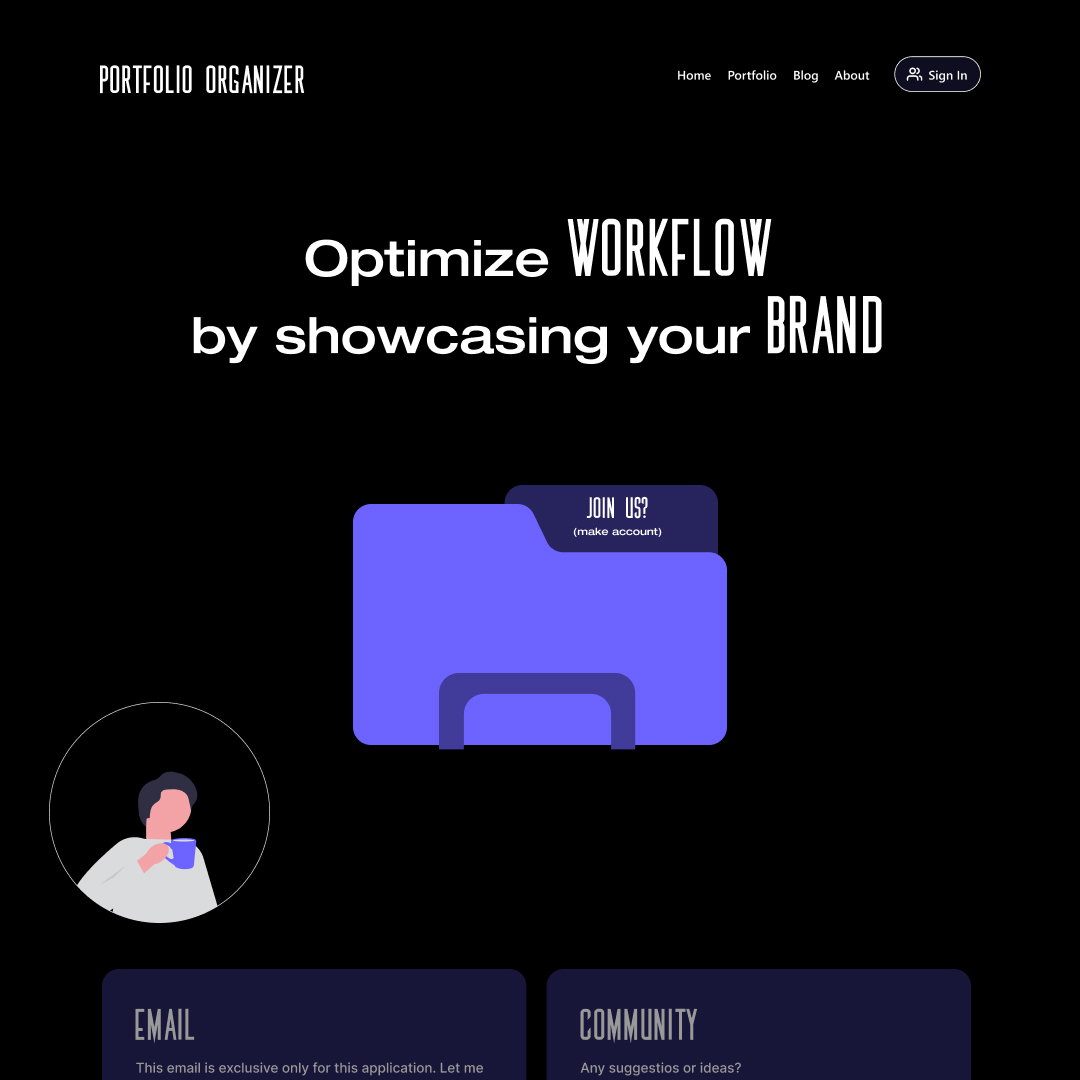 PORTFOLIO ORGANIZER
Home Portfolio Blog About Sign In
Optimize WORKFLOW
by showcasing your BRAND
JOIN US?
(make account)
EMAIL
This email is exclusive only for this application. Let me
COMMUNITY
Any suggestios or ideas?